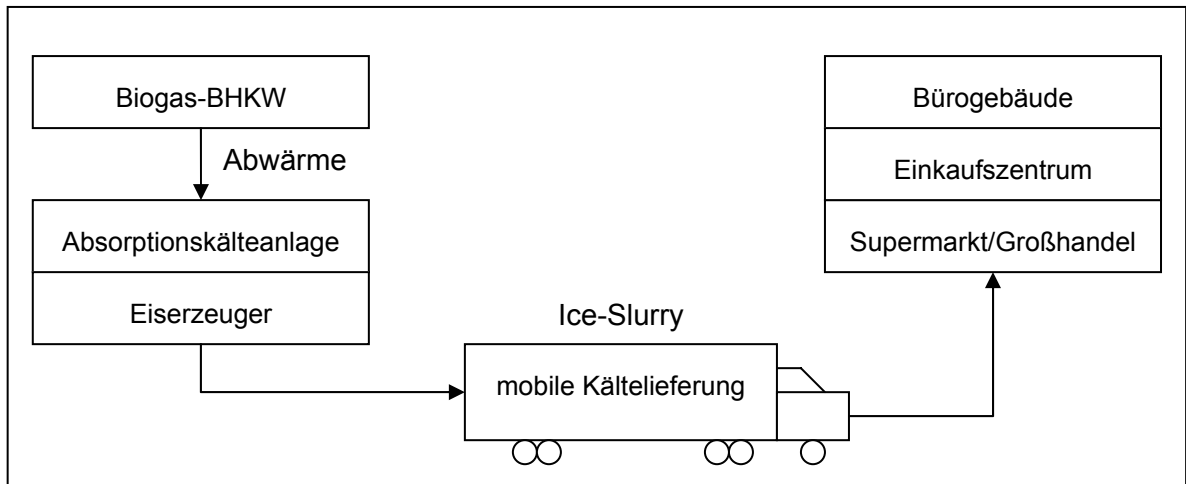 Biogas-BHKW
Abwärme
Absorptionskälteanlage
Eiserzeuger
Ice-Slurry
mobile Kältelieferung
Bürogebäude
Einkaufszentrum
Supermarkt/Großhandel